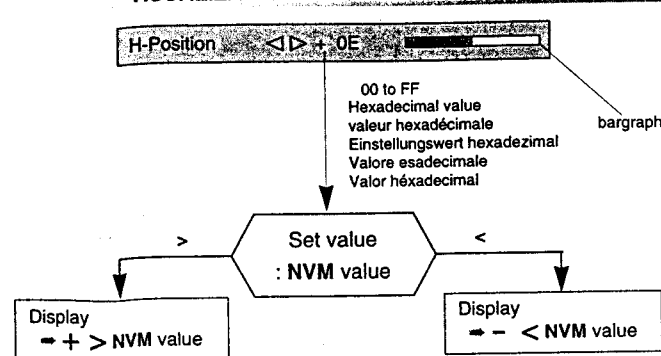 H-Position ◁ ▷ + 0E
00 to FF
Hexadecimal value
valeur hexadécimale
Einstellungswert hexadezimal
Valore esadecimale
Valor héxadecimal
bargraph
>
Set value
: NVM value
<
Display
➡ + > NVM value
Display
➡ - < NVM value